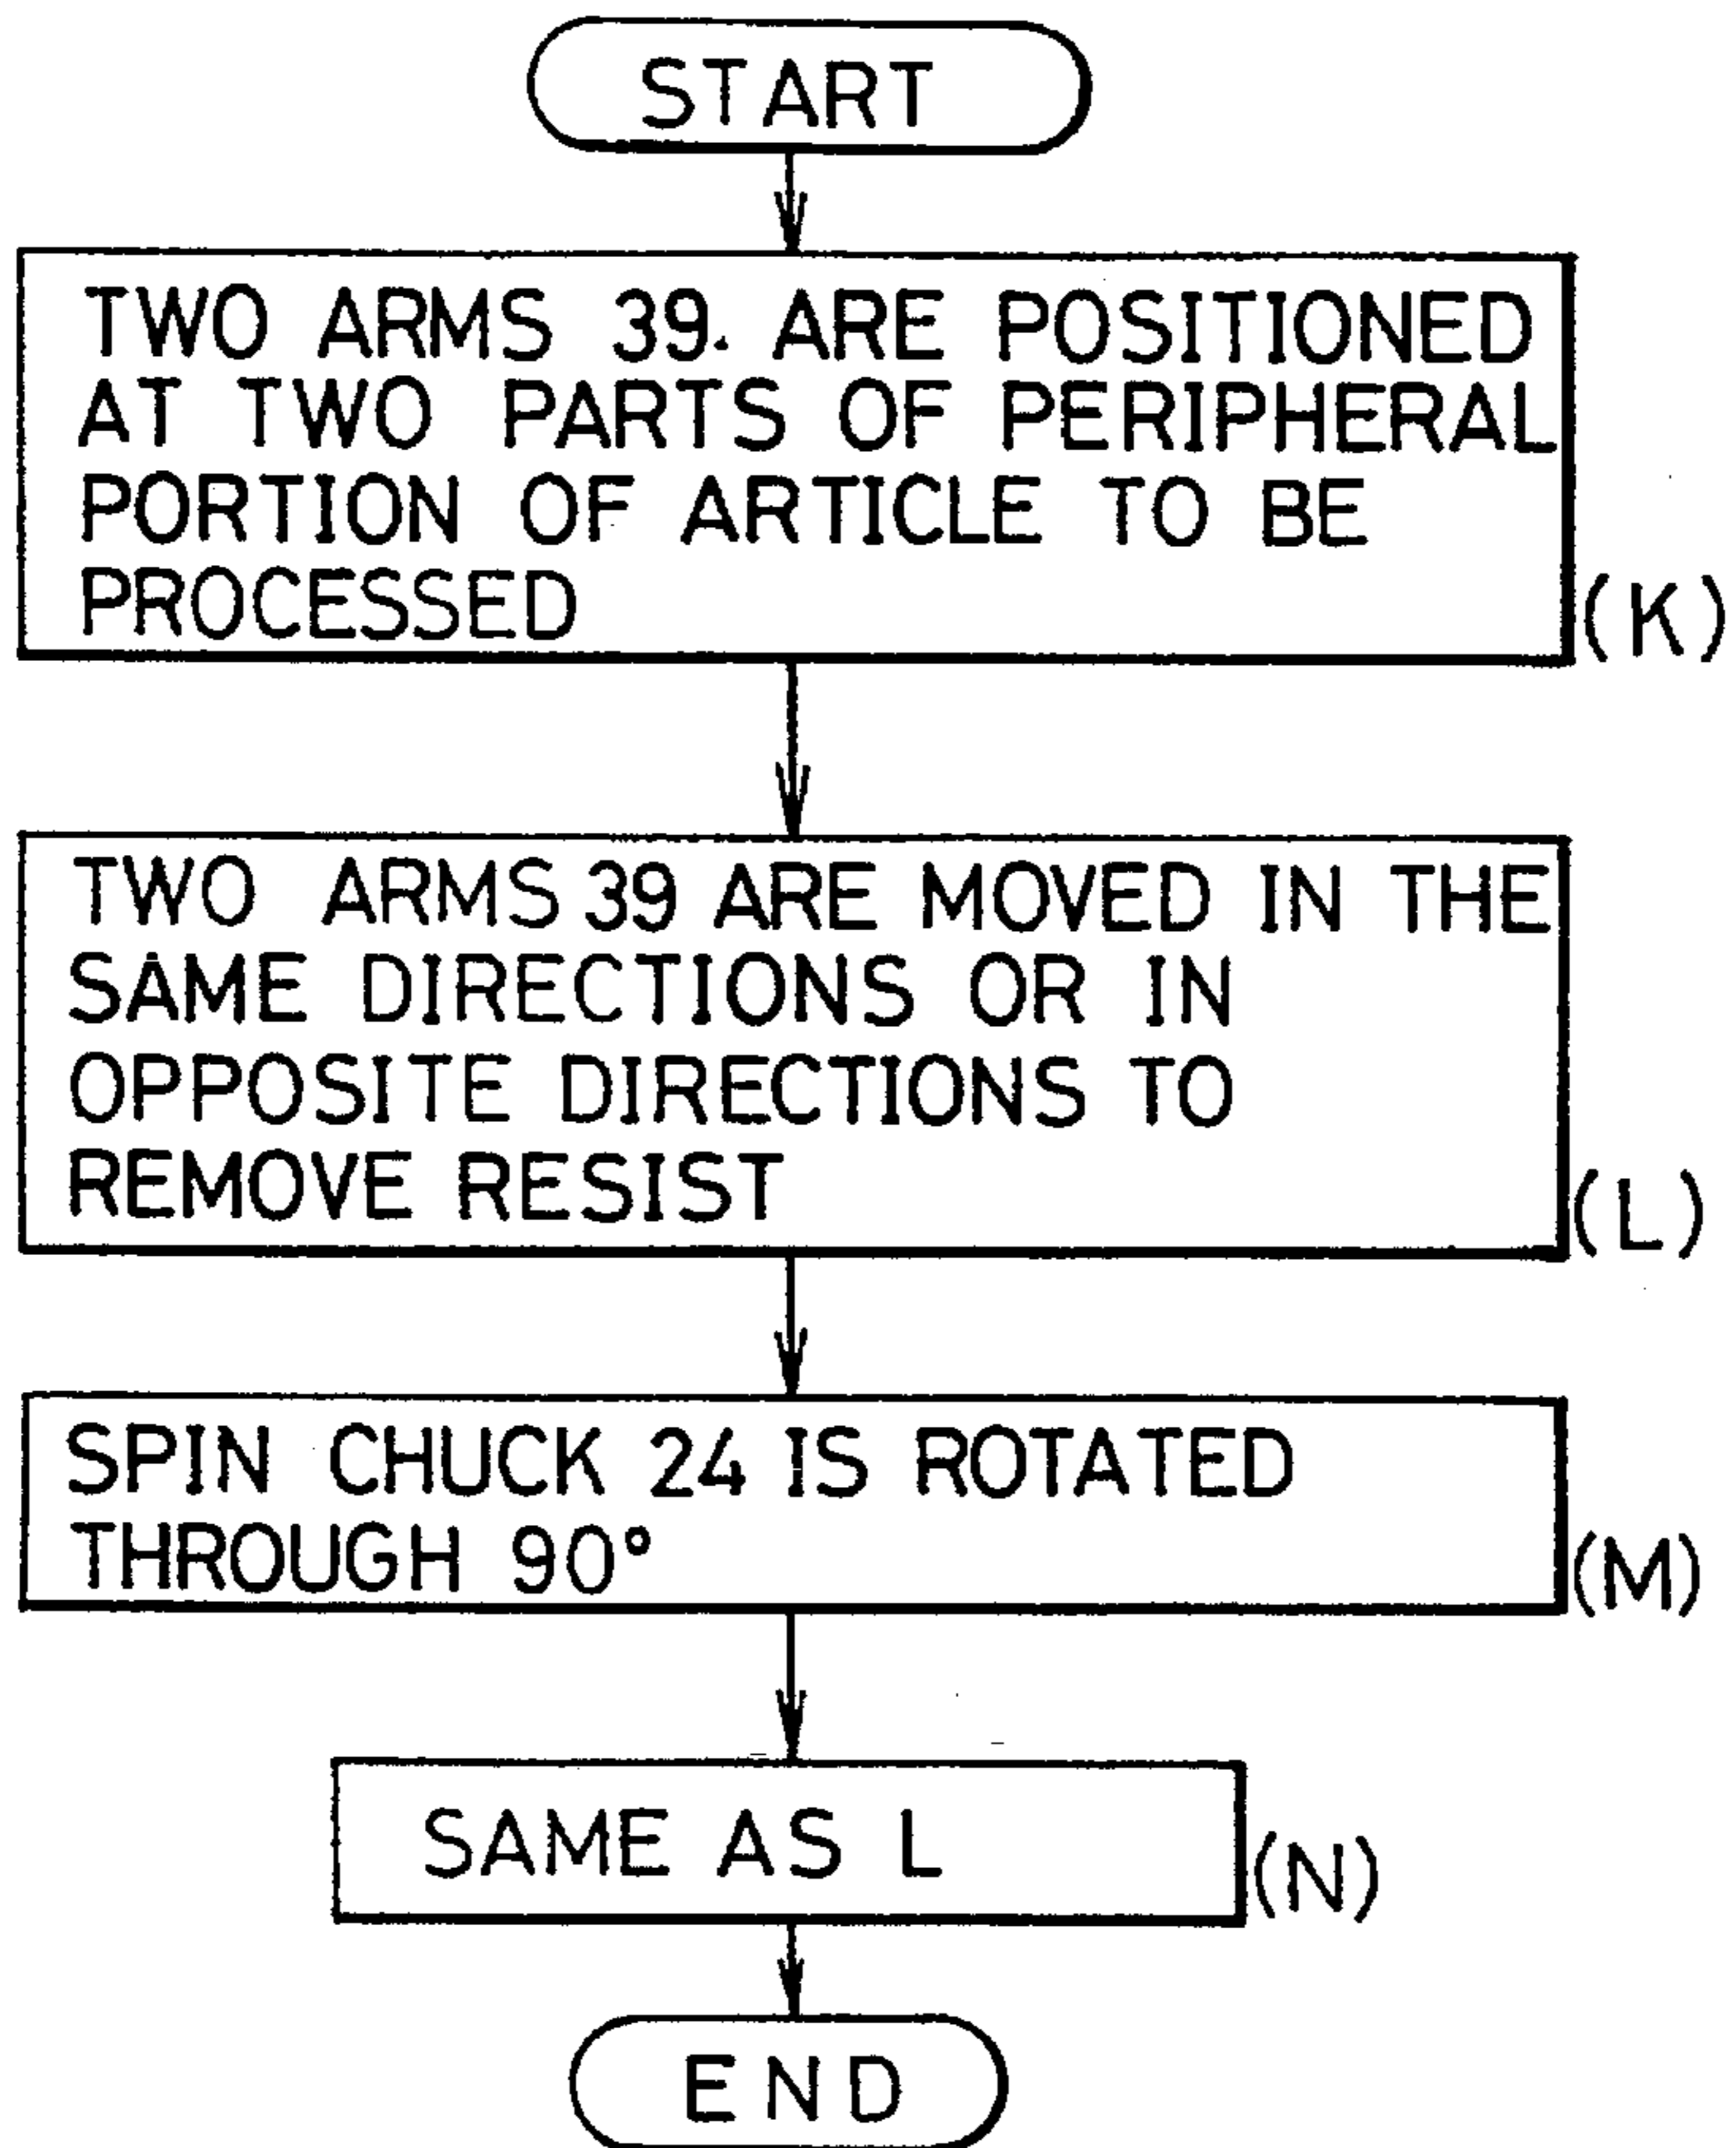 START
TWO ARMS 39. ARE POSITIONED
AT TWO PARTS OF PERIPHERAL
PORTION OF ARTICLE TO BE
PROCESSED
(K)
TWO ARMS 39 ARE MOVED IN THE
SAME DIRECTIONS OR IN
OPPOSITE DIRECTIONS TO
REMOVE RESIST
(L)
SPIN CHUCK 24 IS ROTATED
THROUGH 90°
(M)
SAME AS L
(N)
END